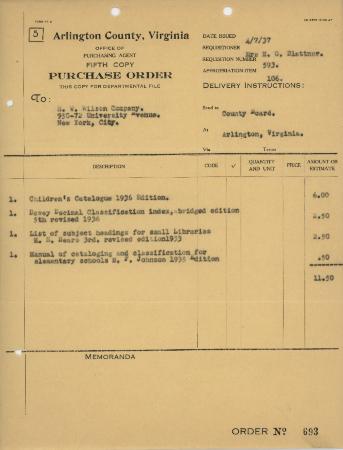 5
Arlington County, Virginia
OFFICE OF
PURCHASING AGENT
FIFTH COPY
PURCHASE ORDER
THIS COPY FOR DEPARTMENTAL FILE
DATE ISSUED 4/7/37
REQUISITIONER Mrs N. G. Blattner.
REQUISITION NUMBER 593.
APPROPRIATION ITEM 106.
DELIVERY INSTRUCTIONS:
TO:
H. W. Wilson Company.
950-72 University Avenue.
New York, City.
Send to
County Board.
At
Arlington, Virginia.
Via Terms
DESCRIPTION CODE ✓ QUANTITY AND UNIT PRICE AMOUNT OR ESTIMATE
1. Children's Catalogue 1936 Edition. 6.00
1. Dewey Decimal Classification index, abridged edition
5th revised 1936 2.50
1. List of subject headings for small Libraries
M. E. Sears 3rd. revised edition1933 2.50
1. Manual of cataloging and classification for
elementary schools M. F. Johnson 193 Edition .50
11.50
MEMORANDA
ORDER No 693